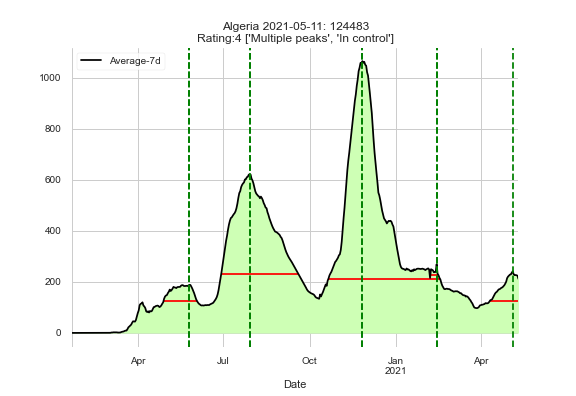 Algeria 2021-05-11: 124483
Rating:4 ['Multiple peaks', 'In control']
Average-7d
1000
800
600
400
200
0
Apr Jul Oct Jan Apr
2021
Date